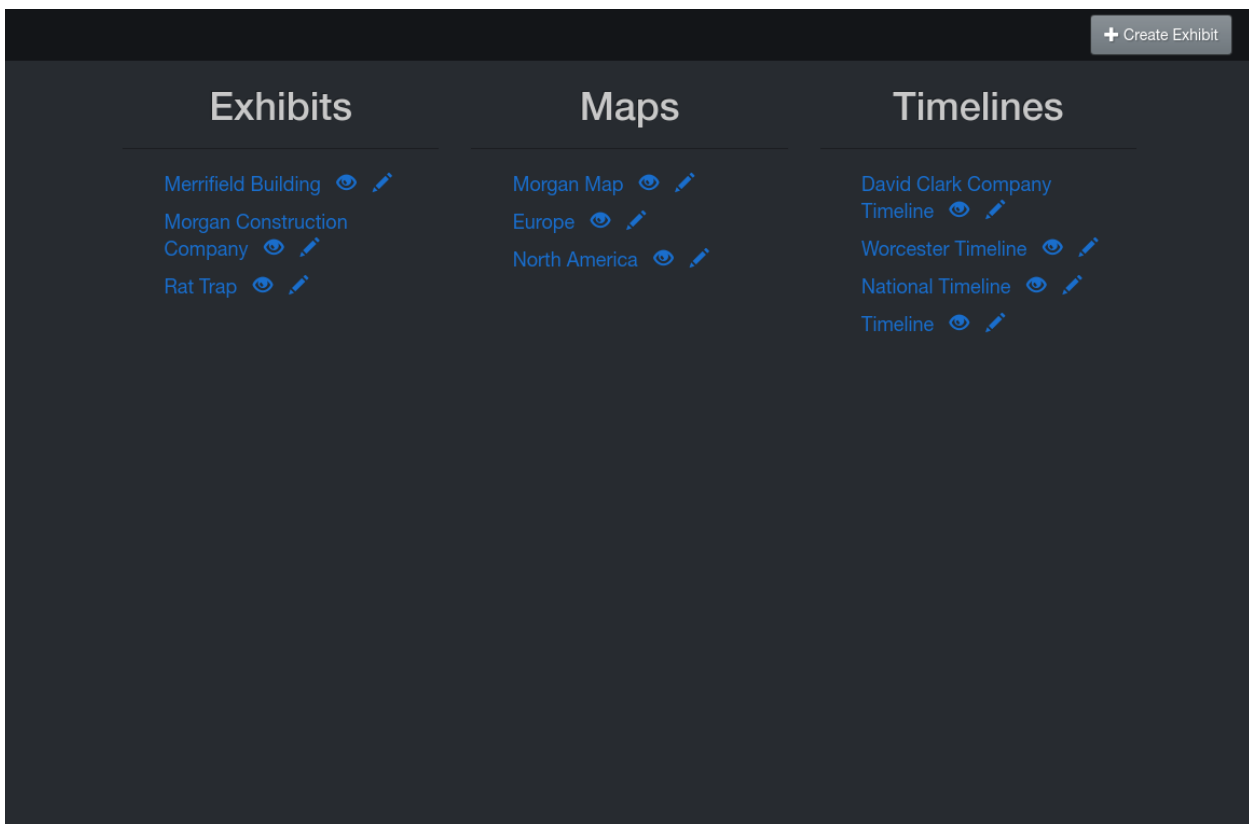 Create Exhibit
Exhibits
Merrifield Building
Morgan Construction
Company
Rat Trap
Maps
Morgan Map
Europe
North America
Timelines
David Clark Company
Timeline
Worcester Timeline
National Timeline
Timeline